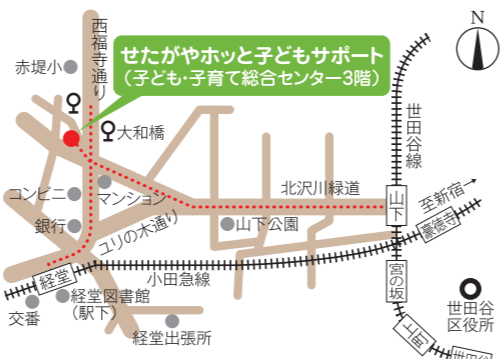 N
せたがやホッと子どもサポート
(子ども・子育て総合センター3階)
西福寺通り
赤堤小
大和橋
世田谷線
コンビニ
マンション
北沢川緑道
山下
至新宿→
銀行
ユリの木通り
山下公園
豪徳寺
経堂
小田急線
宮の坂
交番
経堂図書館
(駅下)
経堂出張所
世田谷
区役所
上町
世田谷